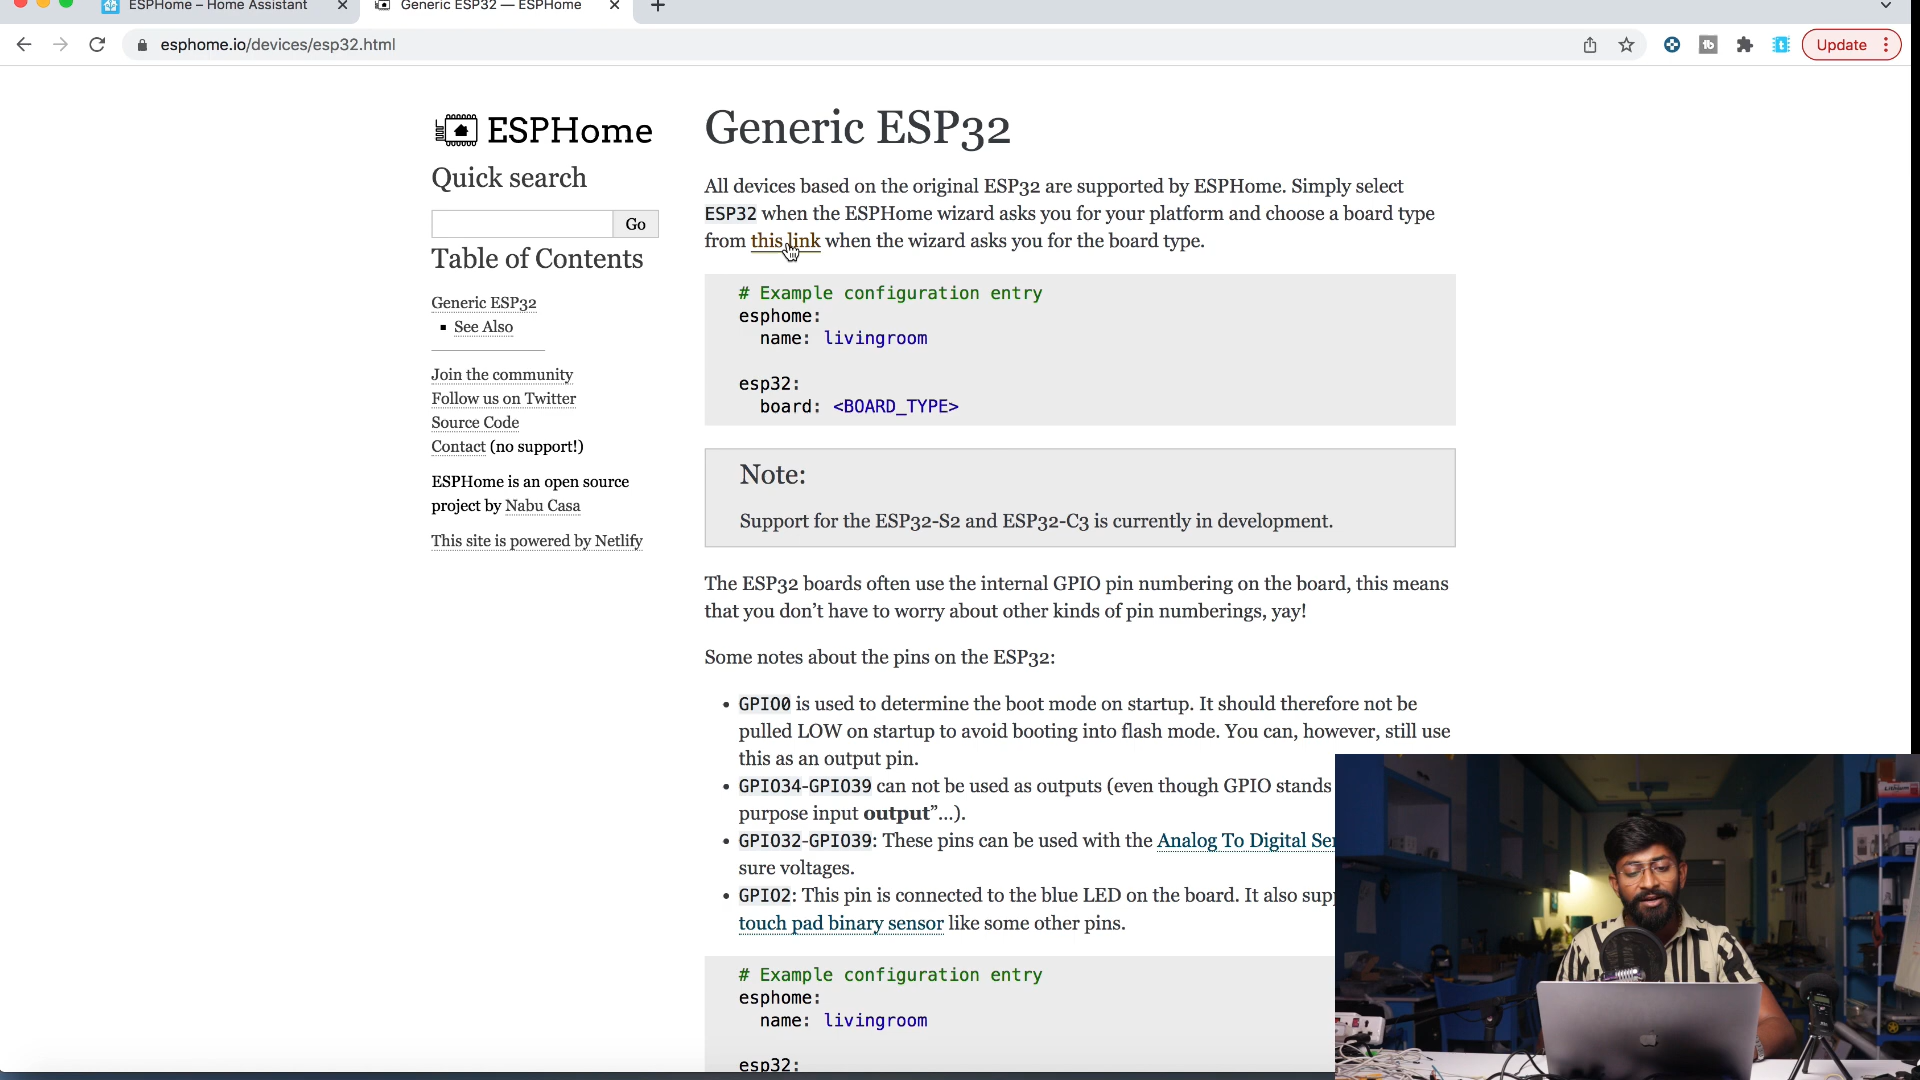 ESPHome – Home Assistant
Generic ESP32 — ESPHome
esphome.io/devices/esp32.html
Update
ESPHome
Quick search
Go
Table of Contents
Generic ESP32
See Also
Join the community
Follow us on Twitter
Source Code
Contact (no support!)
ESPHome is an open source
project by Nabu Casa
This site is powered by Netlify
Generic ESP32
All devices based on the original ESP32 are supported by ESPHome. Simply select
ESP32 when the ESPHome wizard asks you for your platform and choose a board type
from this link when the wizard asks you for the board type.
# Example configuration entry
esphome:
name: livingroom
esp32:
board: <BOARD_TYPE>
Note:
Support for the ESP32-S2 and ESP32-C3 is currently in development.
The ESP32 boards often use the internal GPIO pin numbering on the board, this means
that you don’t have to worry about other kinds of pin numberings, yay!
Some notes about the pins on the ESP32:
• GPIO0 is used to determine the boot mode on startup. It should therefore not be
pulled LOW on startup to avoid booting into flash mode. You can, however, still use
this as an output pin.
• GPIO34-GPIO39 can not be used as outputs (even though GPIO stands
purpose input output”…).
• GPIO32-GPIO39: These pins can be used with the Analog To Digital
sure voltages.
• GPIO2: This pin is connected to the blue LED on the board. It also
touch pad binary sensor like some other pins.
# Example configuration entry
esphome:
name: livingroom
esp32: